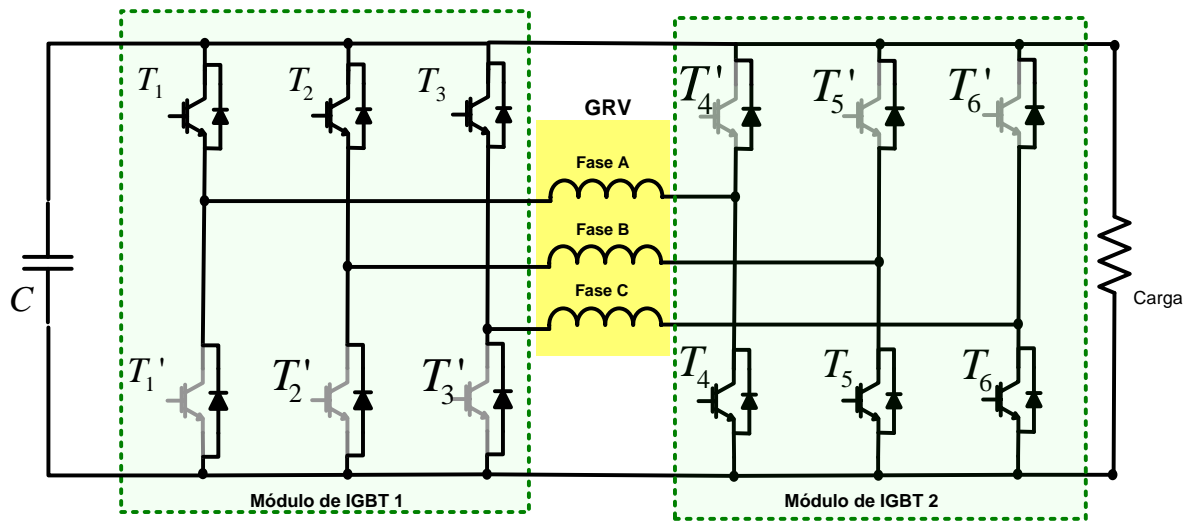 T1
T2
T3
GRV
T'4
T'5
T'6
Fase A
Fase B
Fase C
C
Carga
T1'
T'2
T'3
T4
T5
T6
Módulo de IGBT 1
Módulo de IGBT 2